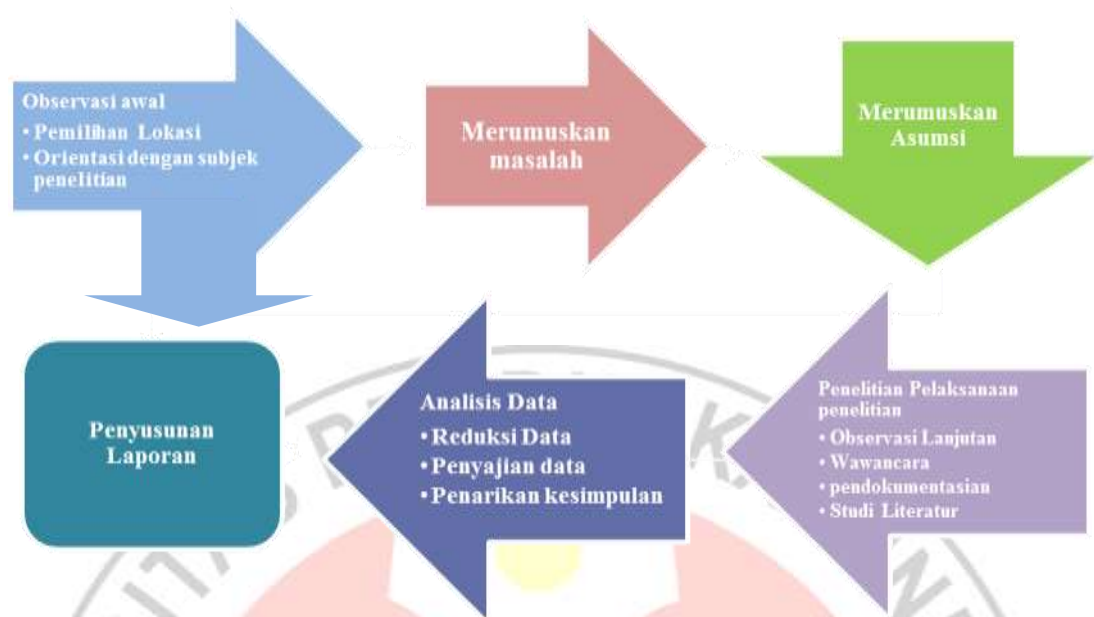 Observasi awal
• Pemilihan Lokasi
• Orientasi dengan subjek
penelitian
Merumuskan
masalah
Merumuskan
Asumsi
Penelitian Pelaksanaan
penelitian
• Observasi Lanjutan
• Wawancara
• pendokumentasian
• Studi Literatur
Analisis Data
• Reduksi Data
• Penyajian data
• Penarikan kesimpulan
Penyusunan
Laporan